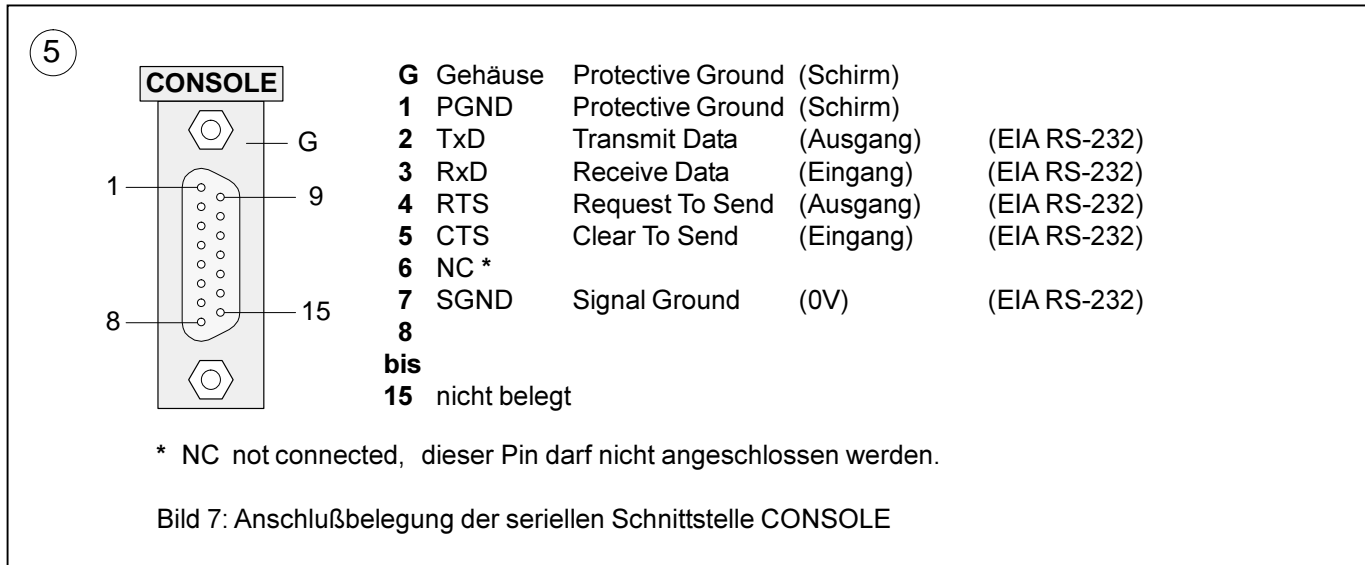 5
CONSOLE
G
1
9
8
15
G Gehäuse Protective Ground (Schirm)
1 PGND Protective Ground (Schirm)
2 TxD Transmit Data (Ausgang) (EIA RS-232)
3 RxD Receive Data (Eingang) (EIA RS-232)
4 RTS Request To Send (Ausgang) (EIA RS-232)
5 CTS Clear To Send (Eingang) (EIA RS-232)
6 NC *
7 SGND Signal Ground (0V) (EIA RS-232)
8
bis
15 nicht belegt
* NC not connected, dieser Pin darf nicht angeschlossen werden.
Bild 7: Anschlußbelegung der seriellen Schnittstelle CONSOLE